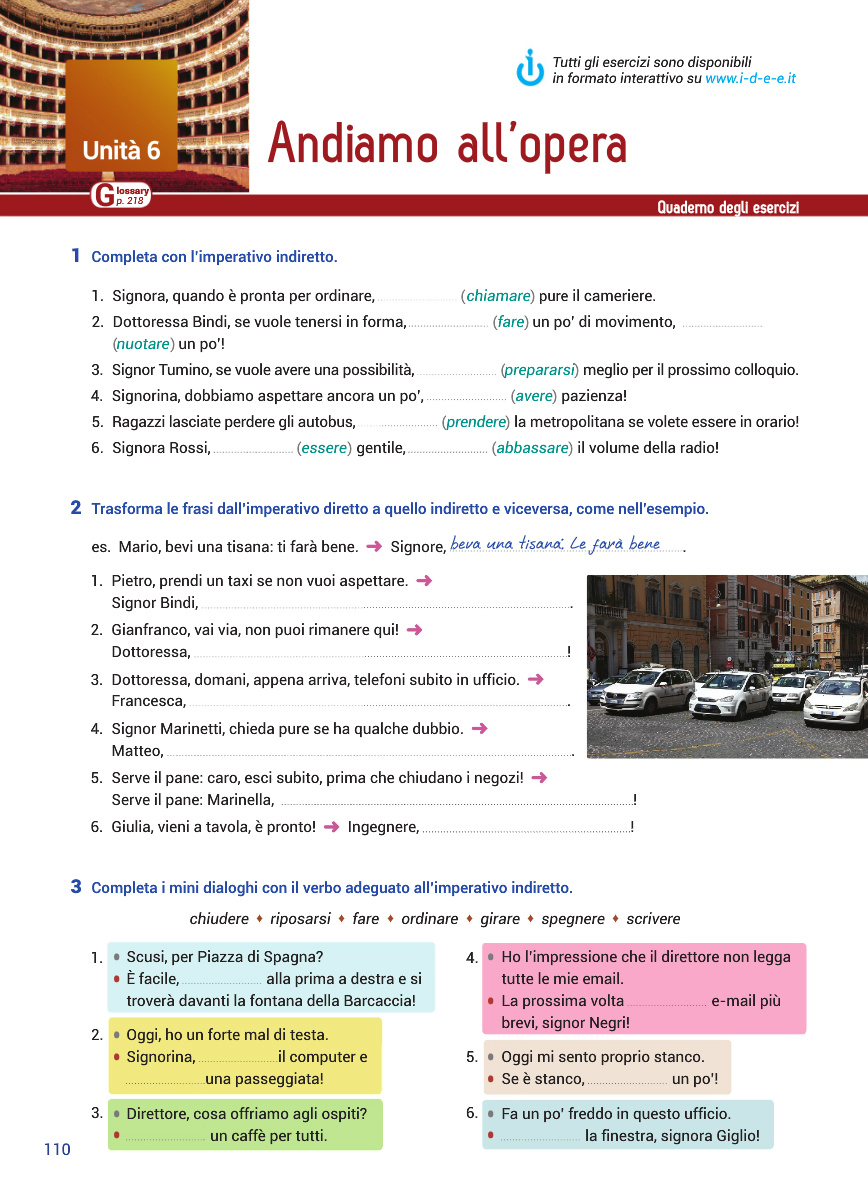 Tutti gli esercizi sono disponibili
in formato interattivo su www.i-d-e-e.it
Unità 6
Andiamo all'opera
Glossary
p. 218
Quaderno degli esercizi
1 Completa con l'imperativo indiretto.
1. Signora, quando è pronta per ordinare, ........................ (chiamare) pure il cameriere.
2. Dottoressa Bindi, se vuole tenersi in forma, ........................ (fare) un po' di movimento, ........................
(nuotare) un po'!
3. Signor Tumino, se vuole avere una possibilità, ........................ (prepararsi) meglio per il prossimo colloquio.
4. Signorina, dobbiamo aspettare ancora un po', ........................ (avere) pazienza!
5. Ragazzi lasciate perdere gli autobus, ........................ (prendere) la metropolitana se volete essere in orario!
6. Signora Rossi, ........................ (essere) gentile, ........................ (abbassare) il volume della radio!
2 Trasforma le frasi dall'imperativo diretto a quello indiretto e viceversa, come nell'esempio.
es. Mario, bevi una tisana: ti farà bene. ➜ Signore, beva una tisana: Le farà bene.
1. Pietro, prendi un taxi se non vuoi aspettare. ➜
Signor Bindi, ........................ .
2. Gianfranco, vai via, non puoi rimanere qui! ➜
Dottoressa, ........................ !
3. Dottoressa, domani, appena arriva, telefoni subito in ufficio. ➜
Francesca, ........................ .
4. Signor Marinetti, chieda pure se ha qualche dubbio. ➜
Matteo, ........................ .
5. Serve il pane: caro, esci subito, prima che chiudano i negozi! ➜
Serve il pane: Marinella, ........................ !
6. Giulia, vieni a tavola, è pronto! ➜ Ingegnere, ........................ !
3 Completa i mini dialoghi con il verbo adeguato all'imperativo indiretto.
chiudere ♦ riposarsi ♦ fare ♦ ordinare ♦ girare ♦ spegnere ♦ scrivere
1. • Scusi, per Piazza di Spagna?
• È facile, ........................ alla prima a destra e si
troverà davanti la fontana della Barcaccia!
2. • Oggi, ho un forte mal di testa.
• Signorina, ........................ il computer e
........................ una passeggiata!
3. • Direttore, cosa offriamo agli ospiti?
• ........................ un caffè per tutti.
4. • Ho l'impressione che il direttore non legga
tutte le mie email.
• La prossima volta ........................ e-mail più
brevi, signor Negri!
5. • Oggi mi sento proprio stanco.
• Se è stanco, ........................ un po'!
6. • Fa un po' freddo in questo ufficio.
• ........................ la finestra, signora Giglio!
110